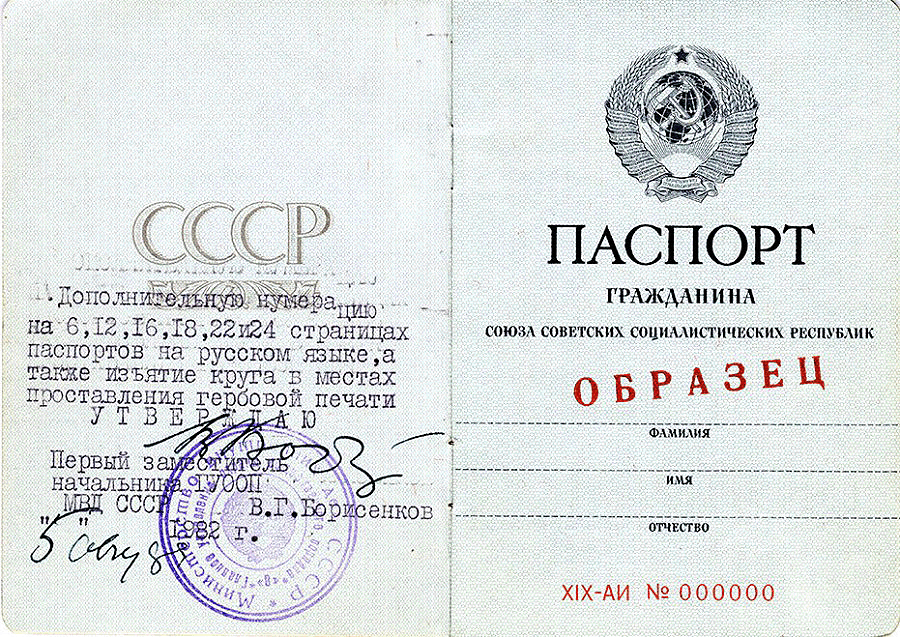 СССР
Дополнительную нумерацию
на 6,12,16,18,22и24 страницах
паспортов на русском языке,а
также изъятие круга в местах
проставления гербовой печати
УТВЕРЖДАЮ
Первый заместитель
начальника ГУООП
МВД СССР В.Г.Борисенков
" "
5 1982 г.
ПАСПОРТ
ГРАЖДАНИНА
СОЮЗА СОВЕТСКИХ СОЦИАЛИСТИЧЕСКИХ РЕСПУБЛИК
ОБРАЗЕЦ
ФАМИЛИЯ
ИМЯ
ОТЧЕСТВО
XIX-АИ № 000000